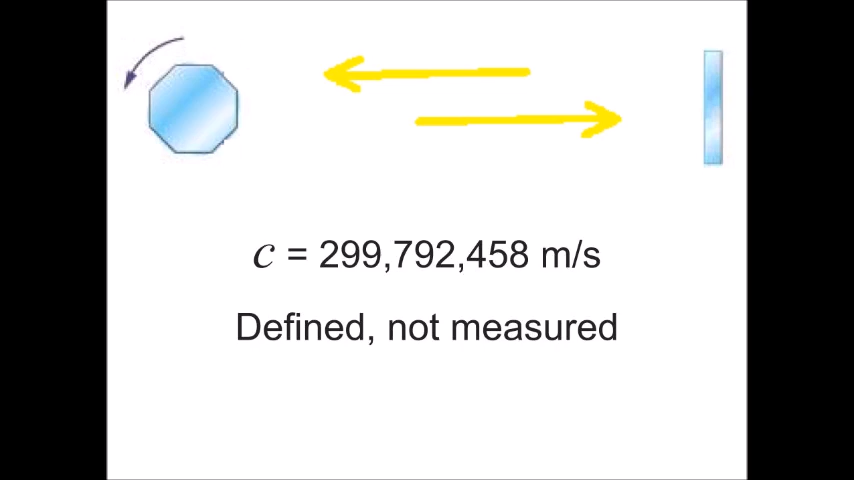 c = 299,792,458 m/s
Defined, not measured